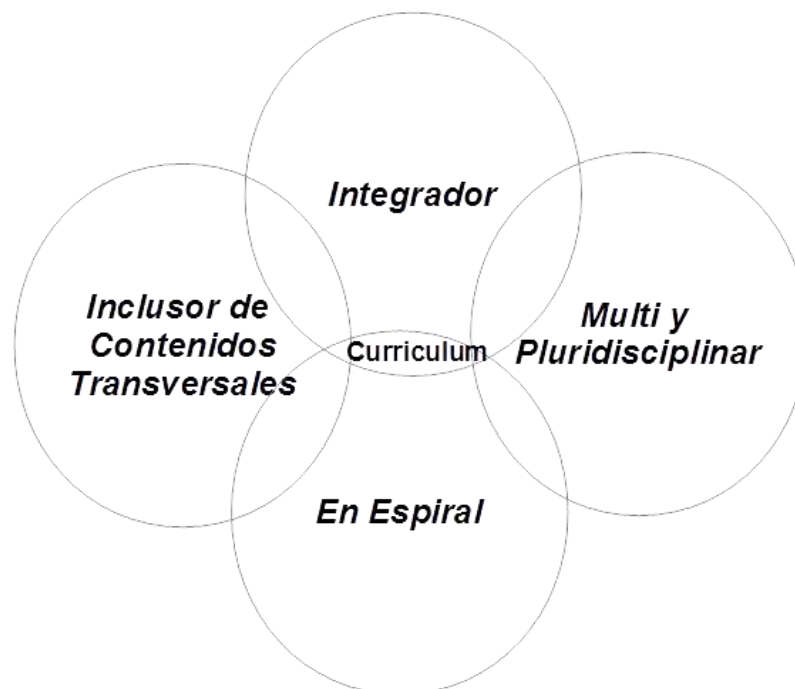 Integrador
Inclusor de
Contenidos
Transversales
Multi y
Pluridisciplinar
Curriculum
En Espiral